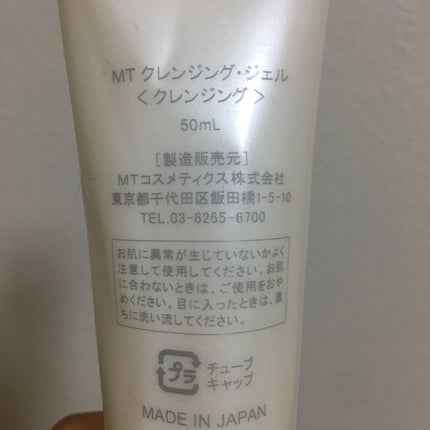 MT クレンジング・ジェル
＜クレンジング＞
50mL
[製造販売元]
MTコスメティクス株式会社
東京都千代田区飯田橋1-5-10
TEL.03-6265-6700
お肌に異常が生じていないかよく
注意して使用してください。お肌
に合わないときは、ご使用をおや
めください。目に入ったときは、直
ちに洗い流してください。
プラ
チューブ
キャップ
MADE IN JAPAN